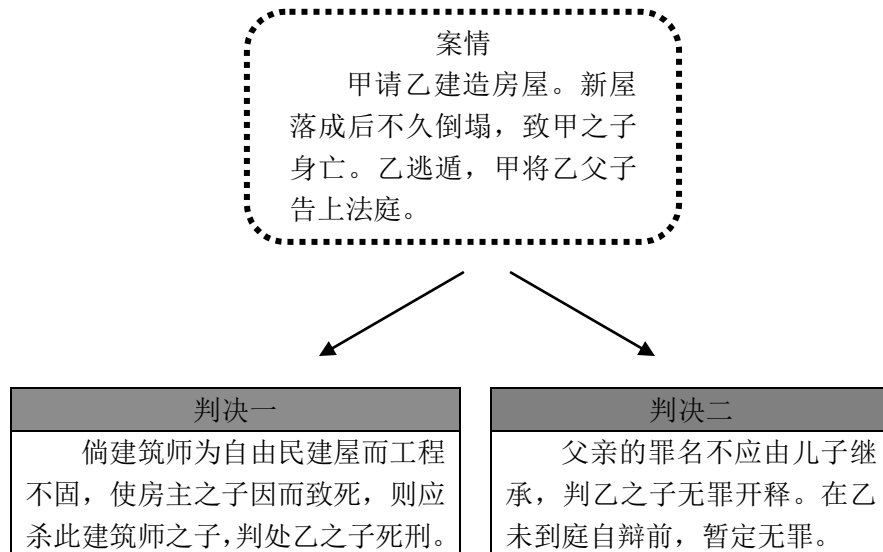 案情
甲请乙建造房屋。新屋
落成后不久倒塌，致甲之子
身亡。乙逃遁，甲将乙父子
告上法庭。
判决一
倘建筑师为自由民建屋而工程
不固，使房主之子因而致死，则应
杀此建筑师之子，判处乙之子死刑。
判决二
父亲的罪名不应由儿子继
承，判乙之子无罪开释。在乙
未到庭自辩前，暂定无罪。